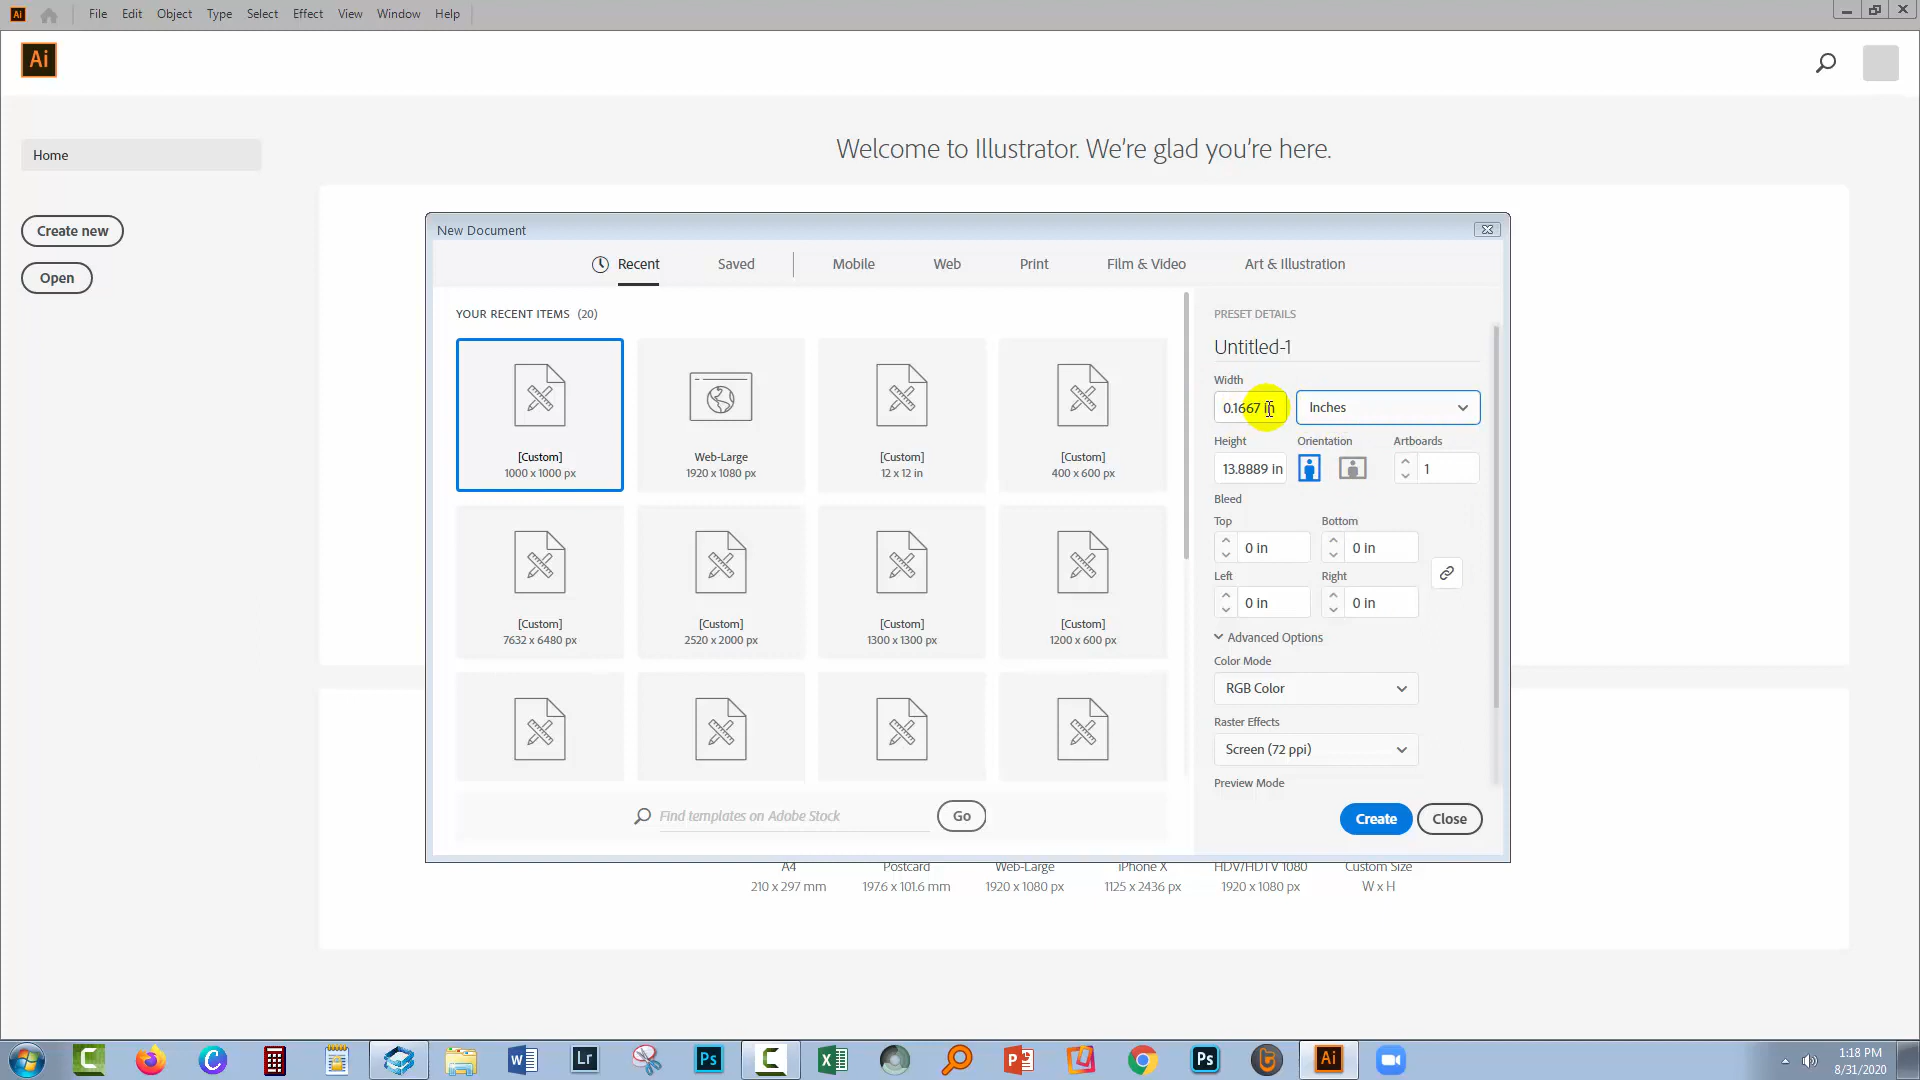 Ai File Edit Object Type Select Effect View Window Help
Ai
Home
Welcome to Illustrator. We're glad you're here.
Create new
Open
New Document
Recent Saved Mobile Web Print Film & Video Art & Illustration
YOUR RECENT ITEMS (20)
[Custom]
1000 x 1000 px
Web-Large
1920 x 1080 px
[Custom]
12 x 12 in
[Custom]
400 x 600 px
[Custom]
7632 x 6480 px
[Custom]
2520 x 2000 px
[Custom]
1300 x 1300 px
[Custom]
1200 x 600 px
Find templates on Adobe Stock Go
PRESET DETAILS
Untitled-1
Width
0.1667 in Inches
Height Orientation Artboards
13.8889 in 1
Bleed
Top Bottom
0 in 0 in
Left Right
0 in 0 in
Advanced Options
Color Mode
RGB Color
Raster Effects
Screen (72 ppi)
Preview Mode
Create Close
A4 Postcard Web-Large iPhone X HDV/HDTV 1080 Custom Size
210 x 297 mm 197.6 x 101.6 mm 1920 x 1080 px 1125 x 2436 px 1920 x 1080 px W x H
C C W Lr Ps C X P Ps Ai
1:18 PM
8/31/2020